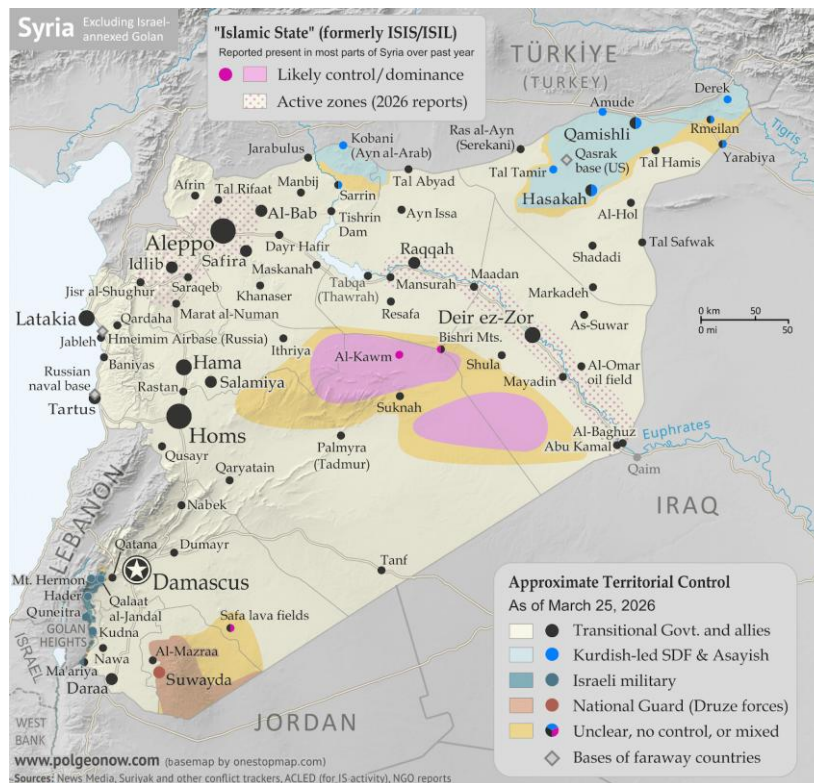 Syria
Excluding Israel-
annexed Golan
"Islamic State" (formerly ISIS/ISIL)
Reported present in most parts of Syria over past year
Likely control/dominance
Active zones (2026 reports)
TÜRKİYE
(TURKEY)
Derek
Amude
Qamishli
Rmeilan
Tigris
Kobani
(Ayn al-Arab)
Ras al-Ayn
(Serekani)
Qasrak
base (US)
Yarabiya
Jarabulus
Tal Hamis
Tal Abyad
Tal Tamir
Afrin
Tal Rifaat
Manbij
Sarrin
Hasakah
Al-Bab
Tishrin
Dam
Ayn Issa
Al-Hol
Aleppo
Dayr Hafir
Tal Safwak
Safira
Raqqah
Shadadi
Idlib
Maskanah
Maadan
Jisr al-Shughur
Saraqeb
Khanaser
Tabqa
(Thawrah)
Mansurah
Markadeh
Resafa
Latakia
Qardaha
Marat al-Numan
Deir ez-Zor
As-Suwar
0 km
50
50
0 mi
Jableh
Hmeimim Airbase (Russia)
Ithriya
Bishri Mts.
Al-Kawm
Shula
Al-Omar
oil field
Baniyas
Hama
Mayadin
Russian
naval base
Rastan
Salamiya
Suknah
Tartus
Homs
Al-Baghuz
Abu Kamal
Euphrates
Palmyra
(Tadmur)
Qaim
Qusayr
Qaryatain
LEBANON
IRAQ
Nabek
Qatana
Dumayr
Tanf
Mt. Hermon
Damascus
Hader
Qalaat
al-Jandal
Quneitra
GOLAN
HEIGHTS
Kudna
Safa lava fields
ISRAEL
Nawa
Al-Mazraa
Ma'ariya
Daraa
Suwayda
WEST
BANK
JORDAN
Approximate Territorial Control
As of March 25, 2026
Transitional Govt. and allies
Kurdish-led SDF & Asayish
Israeli military
National Guard (Druze forces)
Unclear, no control, or mixed
Bases of faraway countries
www.polgeonow.com (basemap by onestopmap.com)
Sources: News Media, Suriyak and other conflict trackers, ACLED (for IS activity), NGO reports